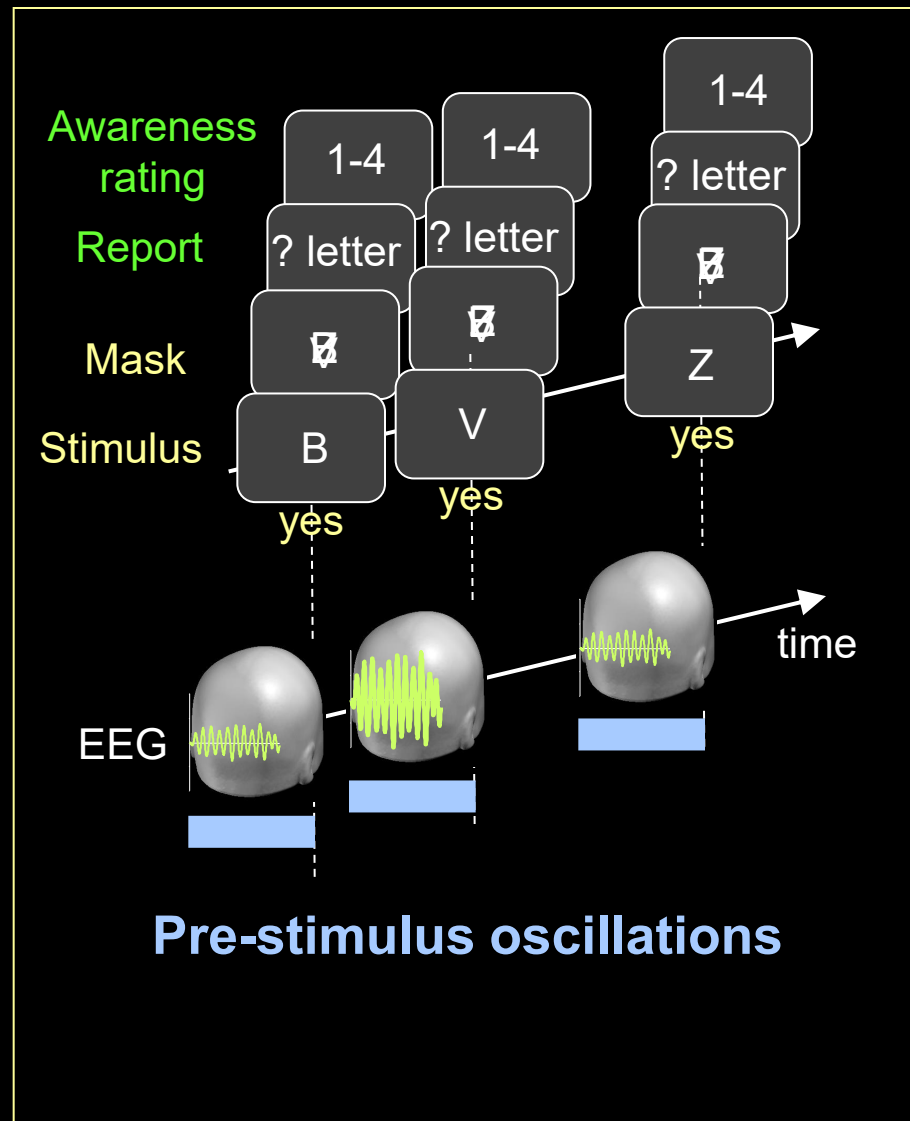 1-4
1-4
1-4
Awareness
rating
? letter
? letter
? letter
Report
Mask
Z
V
B
Stimulus
yes
yes
yes
time
EEG
Pre-stimulus oscillations